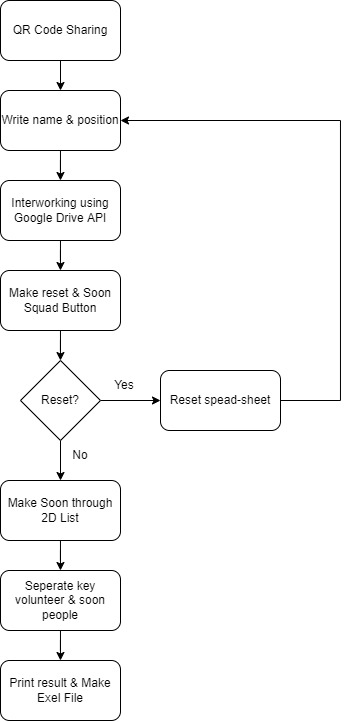 QR Code Sharing
Write name & position
Interworking using
Google Drive API
Make reset & Soon
Squad Button
Reset?
Yes
Reset spead-sheet
No
Make Soon through
2D List
Seperate key
volunteer & soon
people
Print result & Make
Exel File